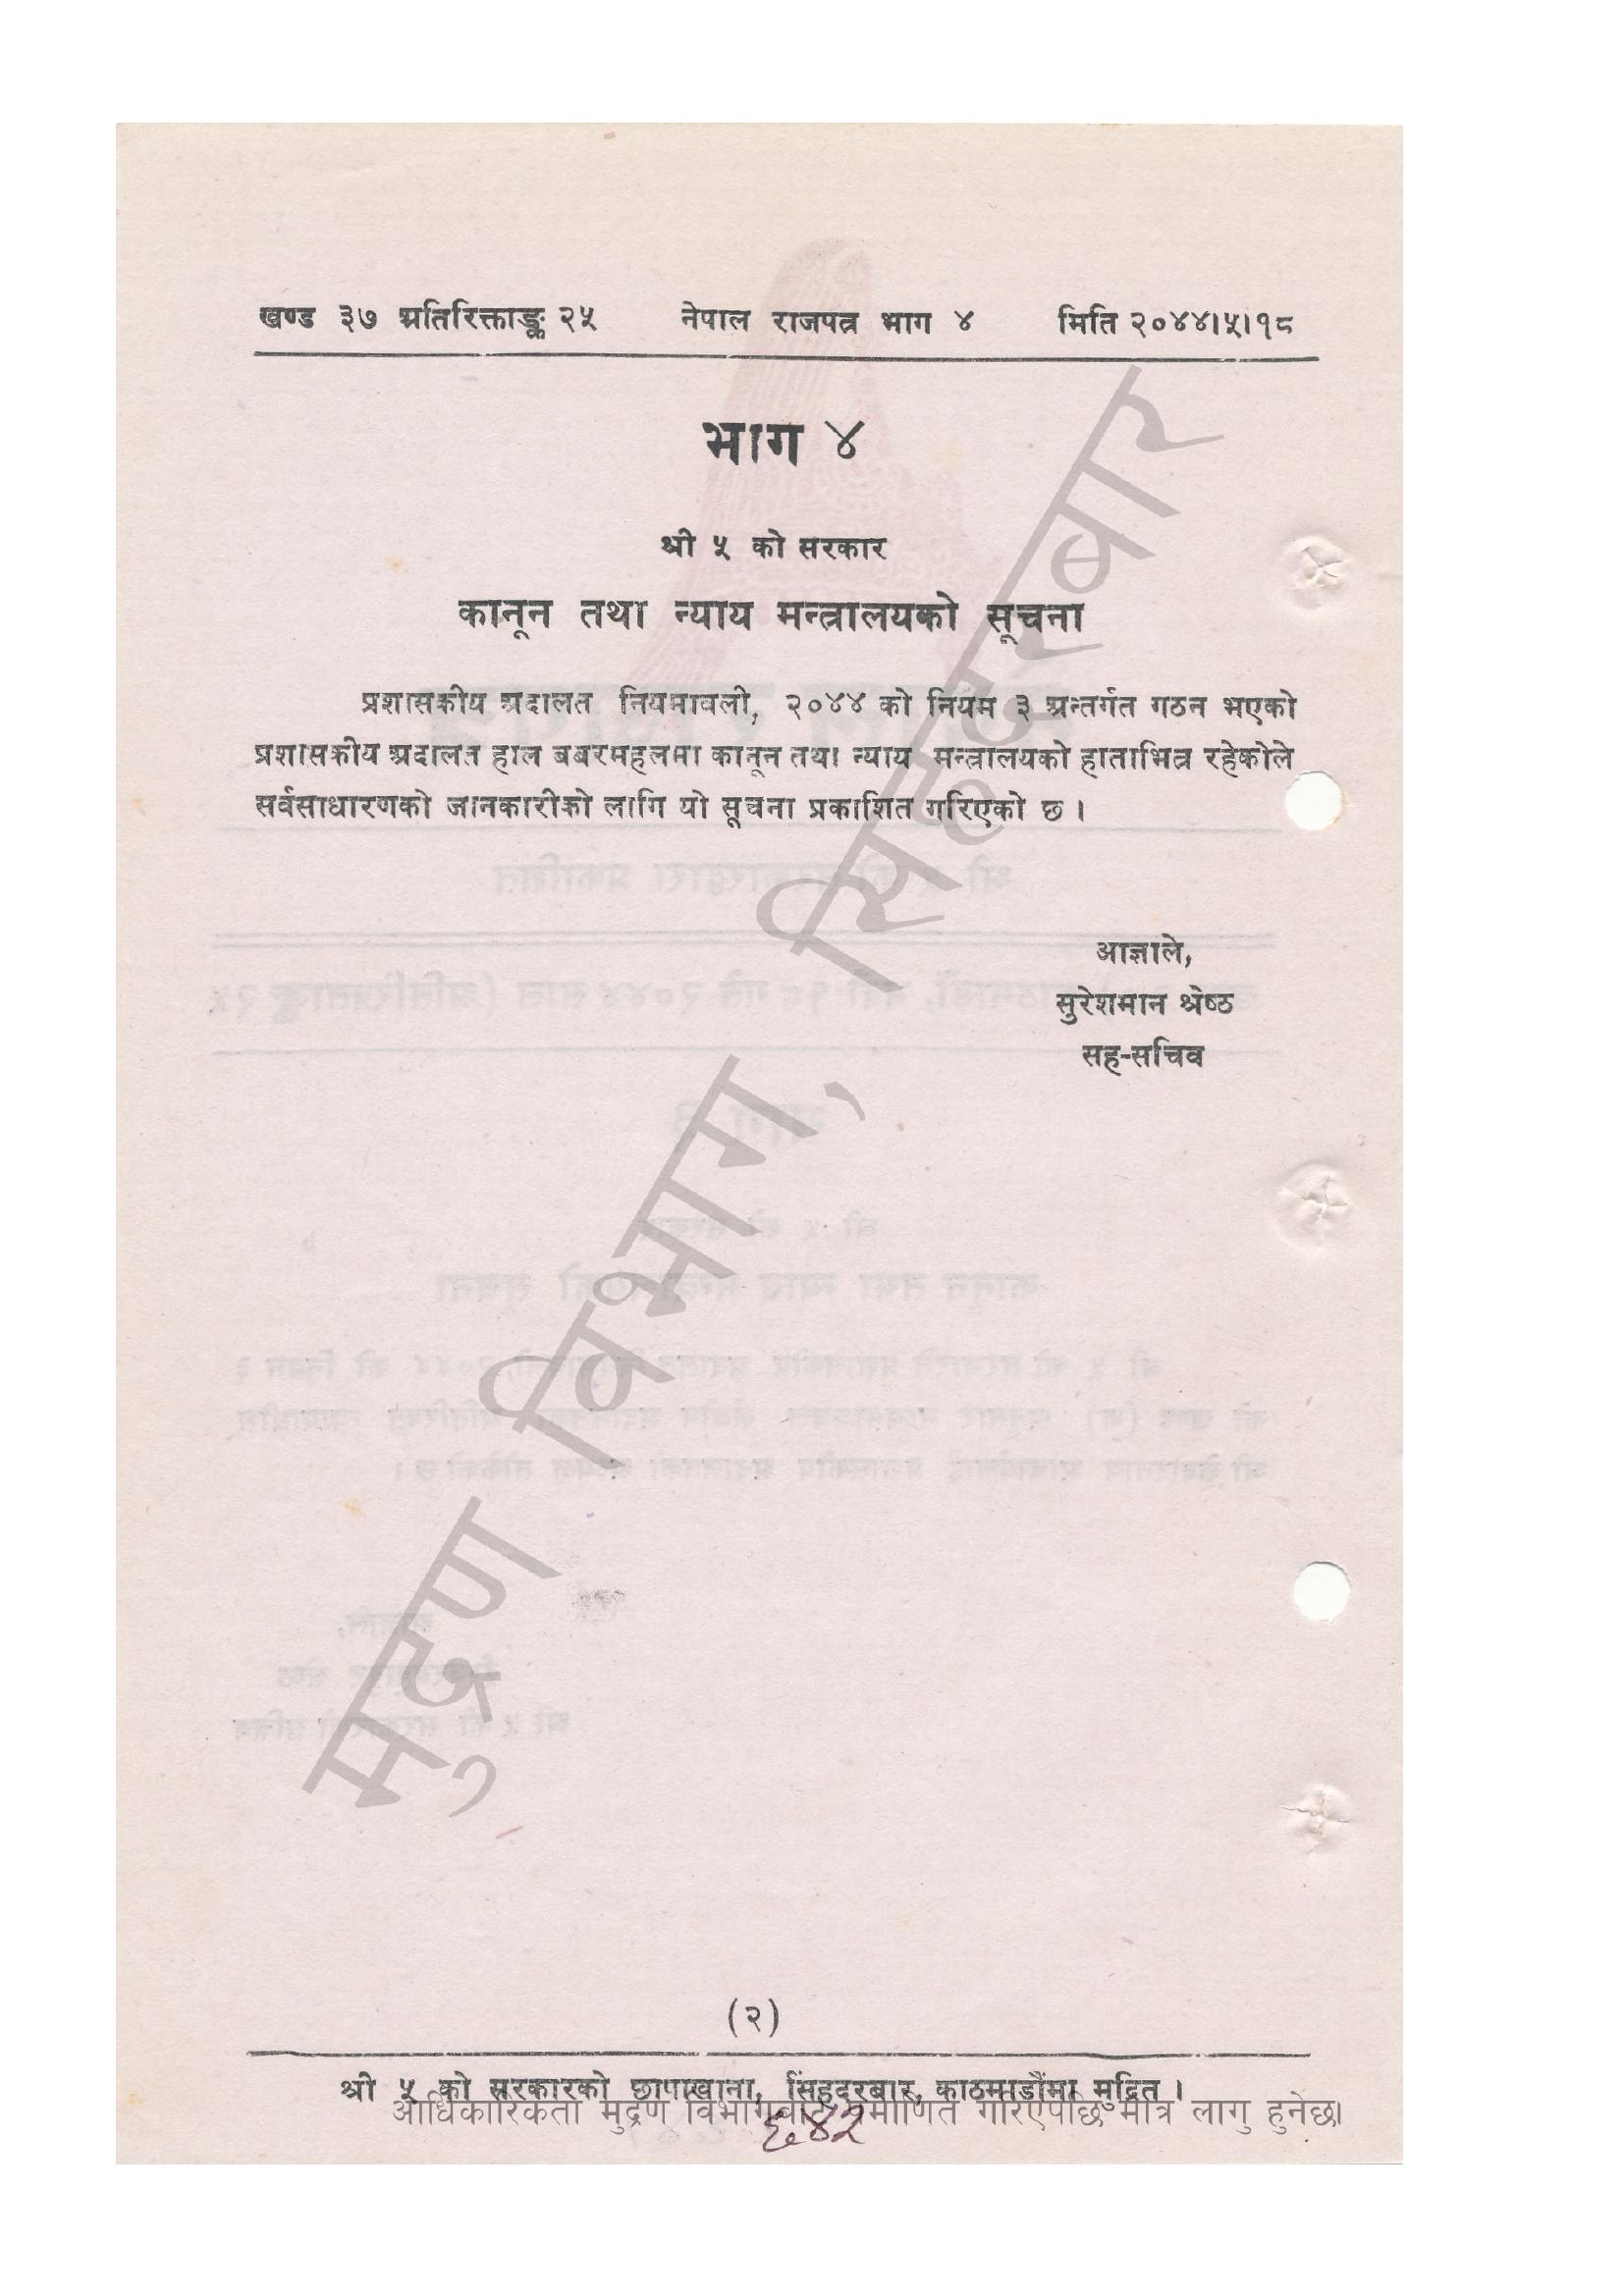 खण्ड ३७ अतिरिक्ताङ्क २५ नेपाल राजपत्र भाग ४ मिति २०४४।५।१८
भाग ४
श्री ५ को सरकार
कानून तथा न्याय मन्त्रालयको सूचना
प्रशासकीय अदालत नियमावली, २०४४ को नियम ३ अन्तर्गत गठन भएको
प्रशासकीय अदालत हाल बबरमहलमा कानून तथा न्याय मन्त्रालयको हाताभित्र रहेकोले
सर्वसाधारणको जानकारीको लागि यो सूचना प्रकाशित गरिएको छ ।
आज्ञाले,
सुरेशमान श्रेष्ठ
सह-सचिव
मुद्रण विभाग, सिंहदरबार
(२)
श्री ५ को सरकारको छापाखाना, सिंहदरबार, काठमाडौंमा मुद्रित ।
आधिकारिकता मुद्रण विभागबाट प्रमाणित गरिएपछि मात्र लागु हुनेछ।
६४२